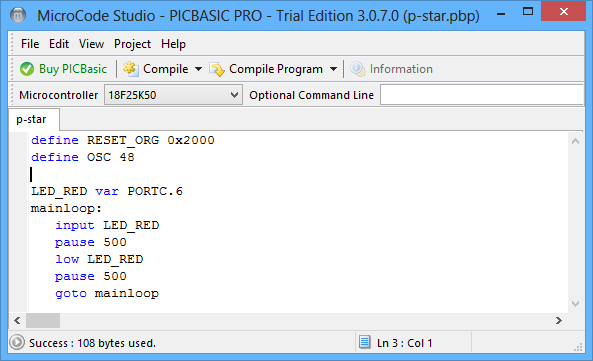 MicroCode Studio - PICBASIC PRO - Trial Edition 3.0.7.0 (p-star.pbp)
File Edit View Project Help
Buy PICBasic Compile Compile Program Information
Microcontroller 18F25K50 Optional Command Line
p-star
define RESET_ORG 0x2000
define OSC 48
LED_RED var PORTC.6
mainloop:
input LED_RED
pause 500
low LED_RED
pause 500
goto mainloop
Success : 108 bytes used. Ln 3 : Col 1